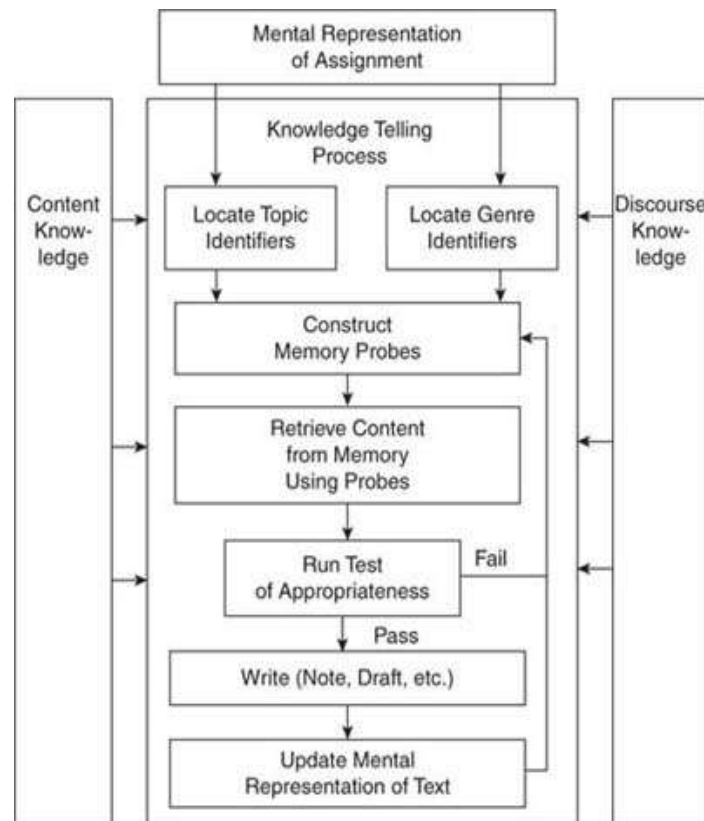 Mental Representation
of Assignment
Knowledge Telling
Process
Content
Know-
ledge
Locate Topic
Identifiers
Locate Genre
Identifiers
Discourse
Know-
ledge
Construct
Memory Probes
Retrieve Content
from Memory
Using Probes
Run Test
of Appropriateness
Fail
Pass
Write (Note, Draft, etc.)
Update Mental
Representation of Text